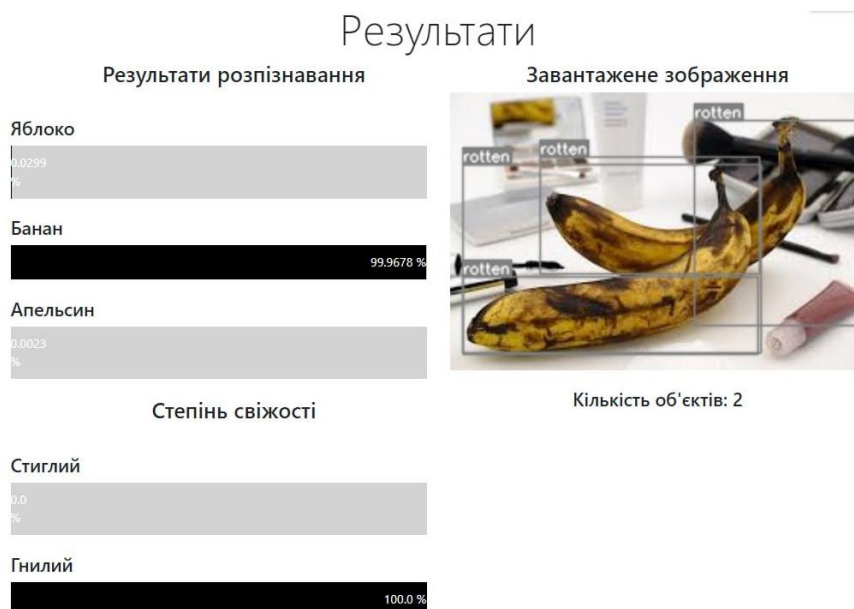 Результати
Результати розпізнавання
Яблоко
0.0299
%
Банан
99.9678 %
Апельсин
0.0023
%
Степінь свіжості
Стиглий
0.0
%
Гнилий
100.0 %
Завантажене зображення
rotten
rotten
rotten
rotten
Кількість об'єктів: 2